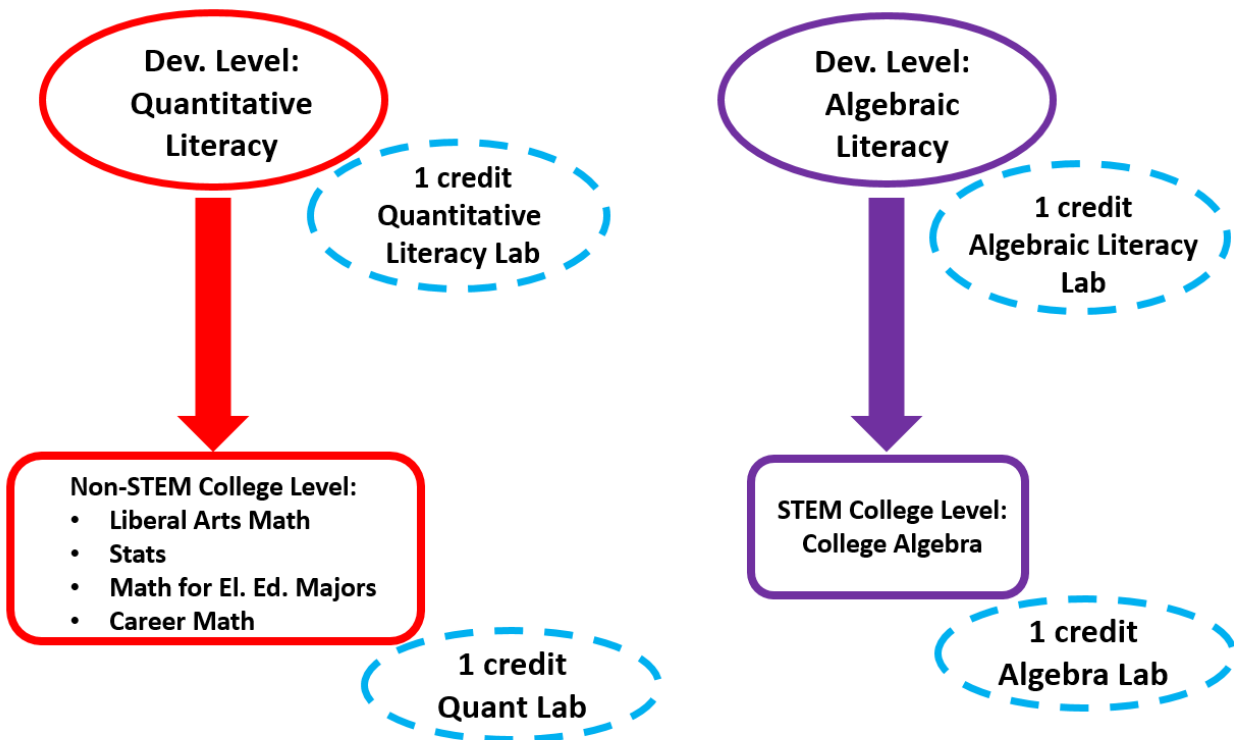 Dev. Level:
Quantitative
Literacy
1 credit
Quantitative
Literacy Lab
Non-STEM College Level:
• Liberal Arts Math
• Stats
• Math for El. Ed. Majors
• Career Math
1 credit
Quant Lab
Dev. Level:
Algebraic
Literacy
1 credit
Algebraic Literacy
Lab
STEM College Level:
College Algebra
1 credit
Algebra Lab